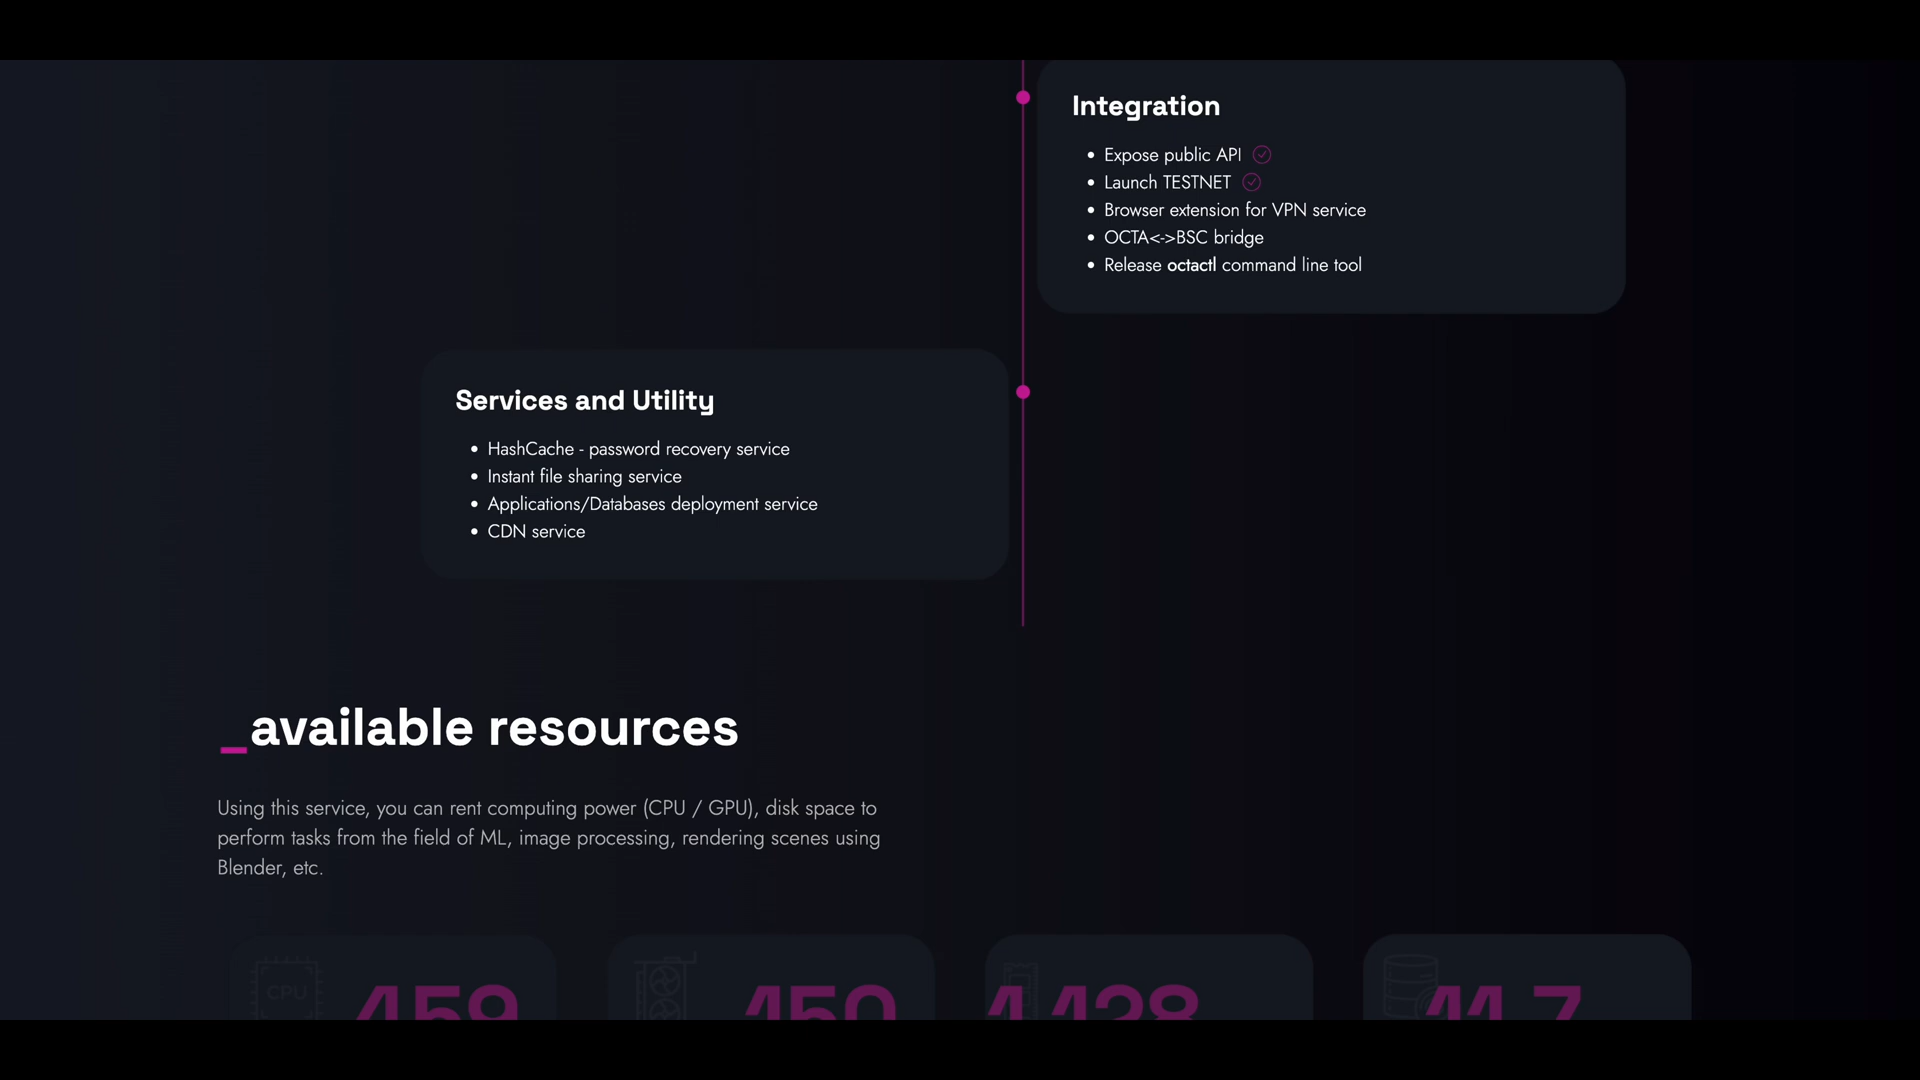 Integration
Expose public API
Launch TESTNET
Browser extension for VPN service
OCTA<->BSC bridge
Release octactl command line tool
Services and Utility
HashCache - password recovery service
Instant file sharing service
Applications/Databases deployment service
CDN service
_available resources
Using this service, you can rent computing power (CPU / GPU), disk space to
perform tasks from the field of ML, image processing, rendering scenes using
Blender, etc.
CPU